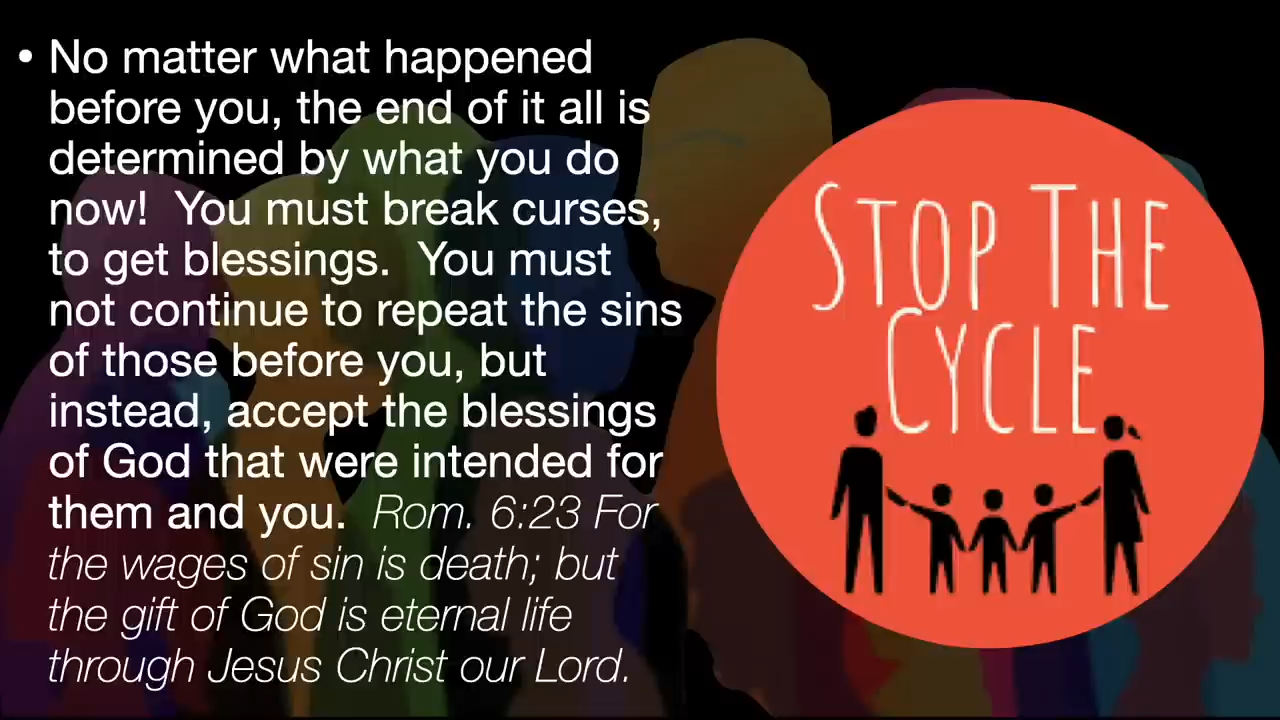 • No matter what happened
before you, the end of it all is
determined by what you do
now!  You must break curses,
to get blessings.  You must
not continue to repeat the sins
of those before you, but
instead, accept the blessings
of God that were intended for
them and you.  Rom. 6:23 For
the wages of sin is death; but
the gift of God is eternal life
through Jesus Christ our Lord.
STOP THE
CYCLE